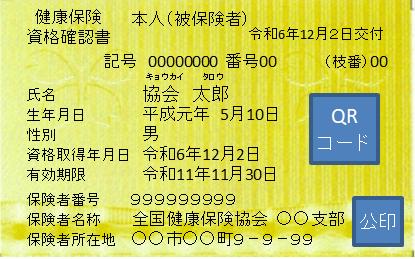 健康保険 本人(被保険者)
資格確認書 令和6年12月2日交付
記号 00000000 番号00 (枝番)00
キョウカイ タロウ
氏名 協会 太郎
生年月日 平成元年 5月10日
性別 男
資格取得年月日 令和6年12月2日
有効期限 令和11年11月30日
QR
コード
保険者番号 999999999
保険者名称 全国健康保険協会 〇〇支部
保険者所在地 〇〇市〇〇町9-9-99
公印